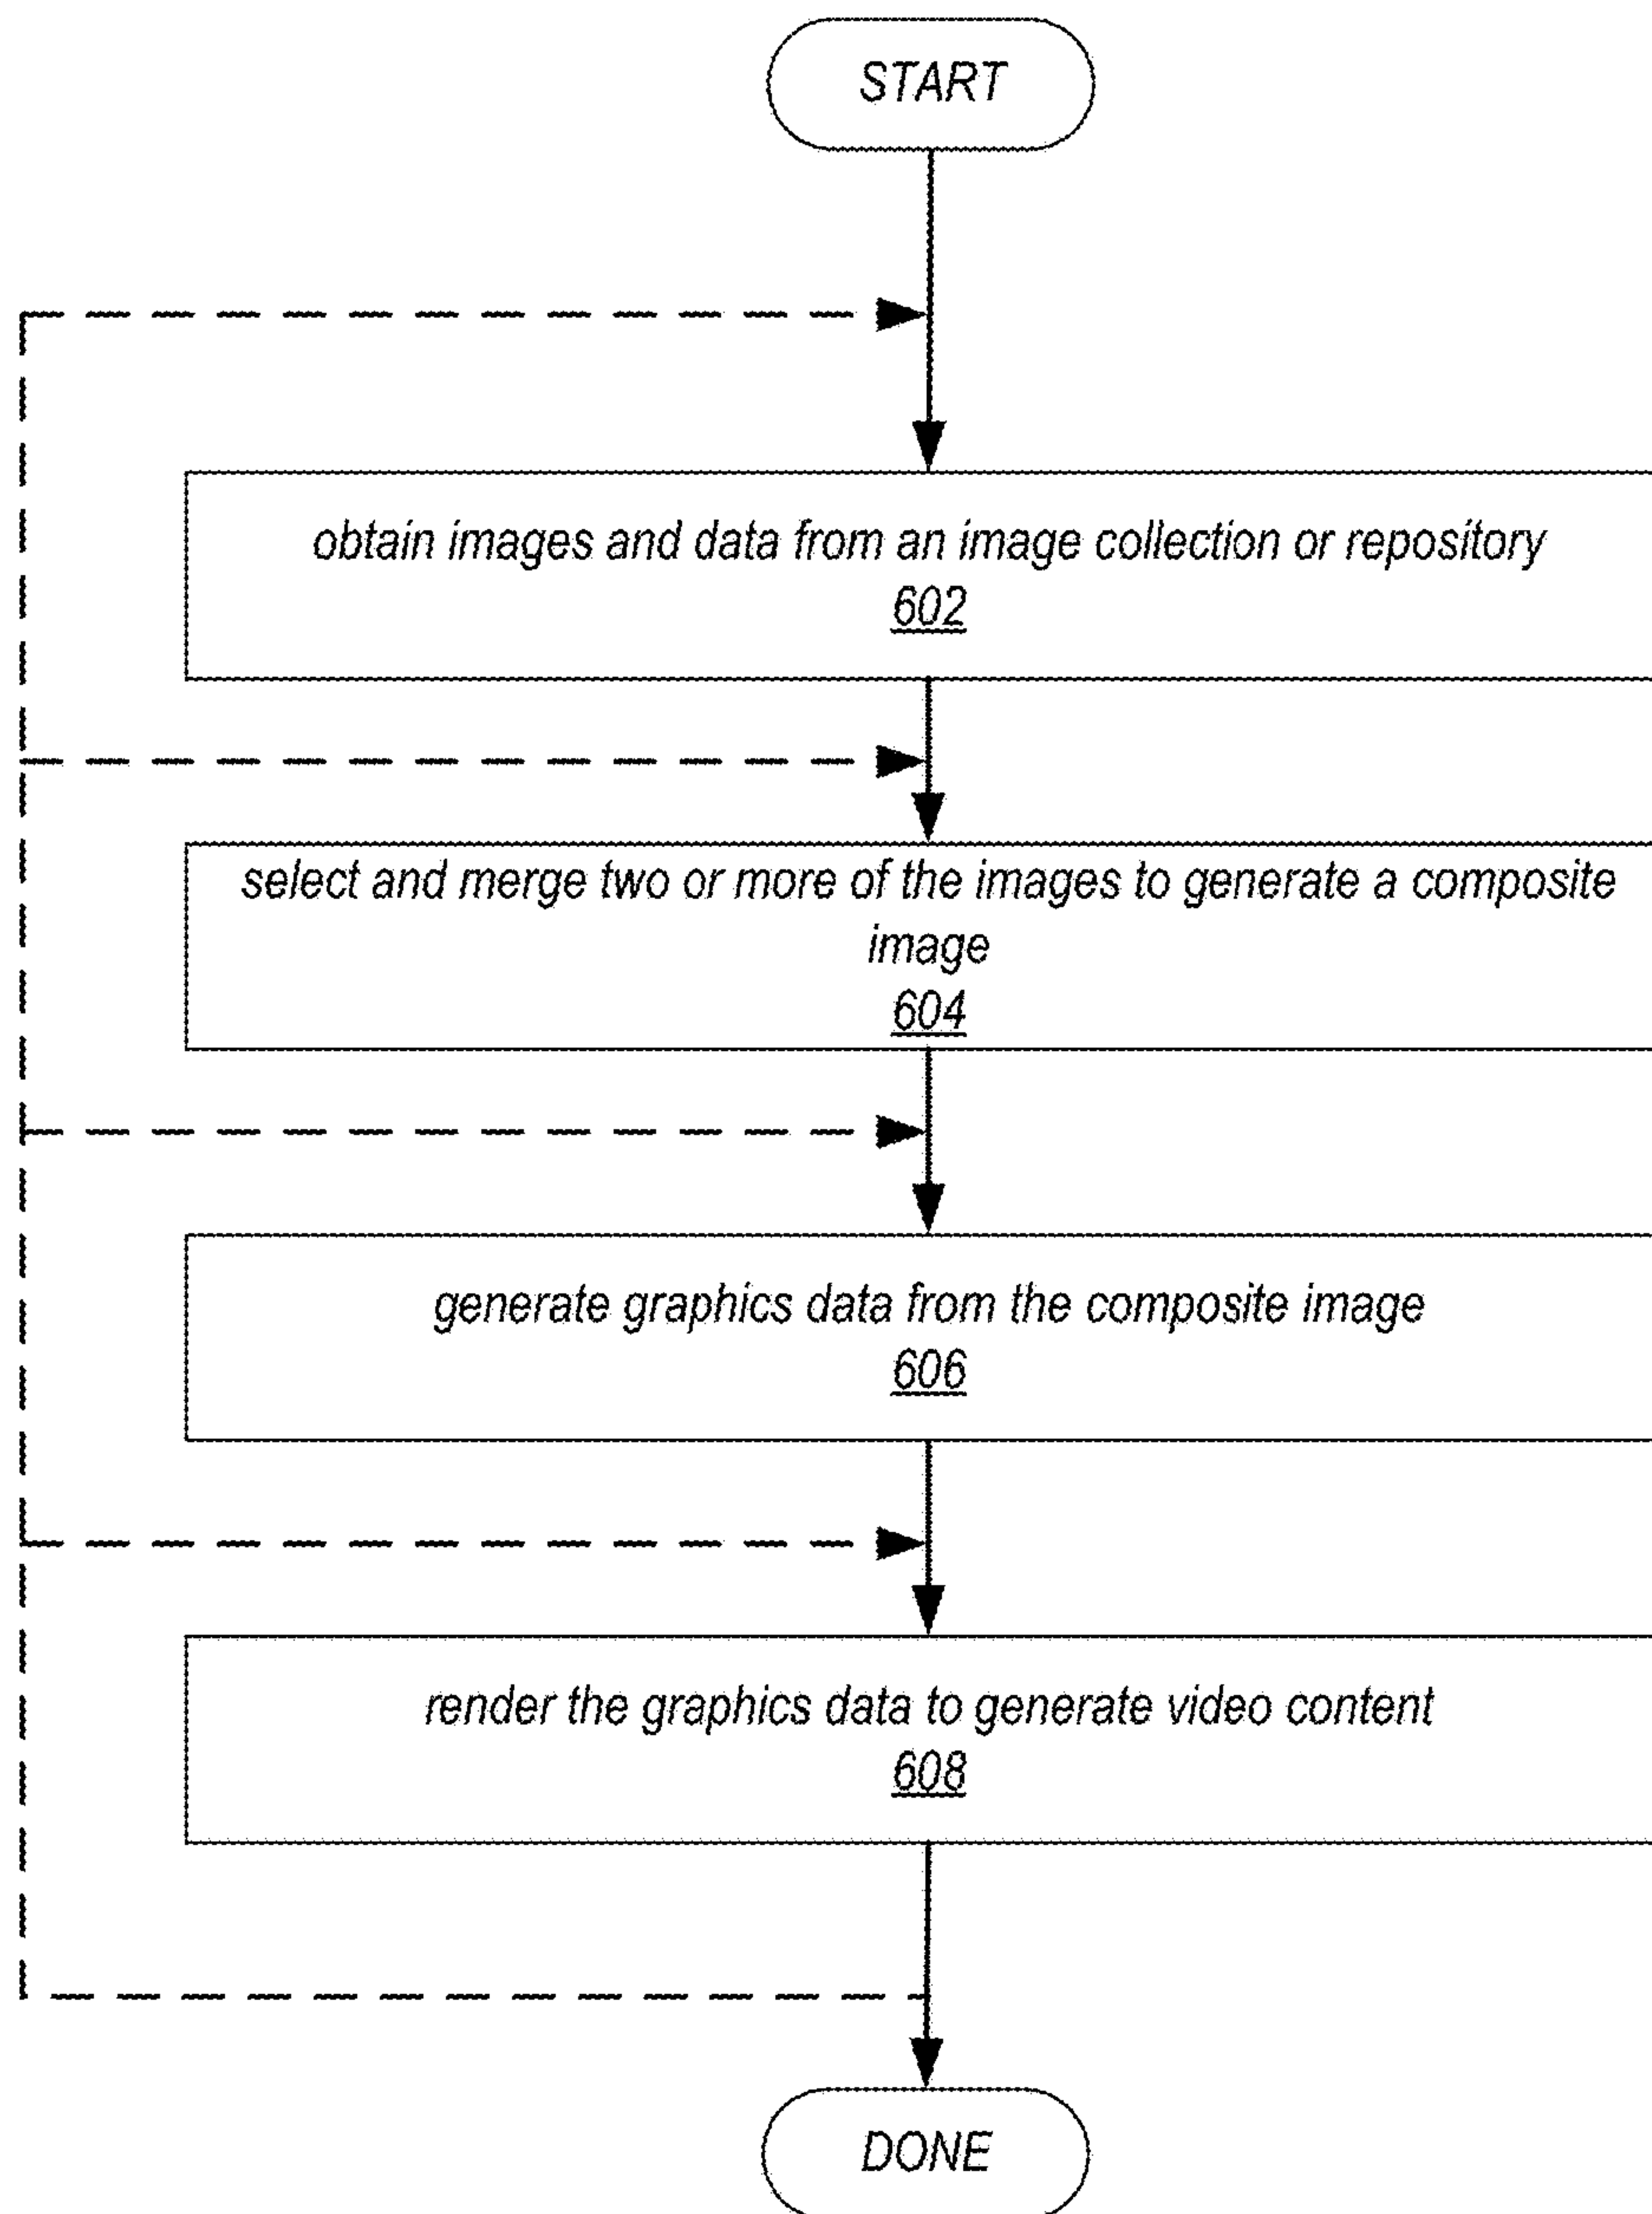 START
obtain images and data from an image collection or repository
602
select and merge two or more of the images to generate a composite
image
604
generate graphics data from the composite image
606
render the graphics data to generate video content
608
DONE